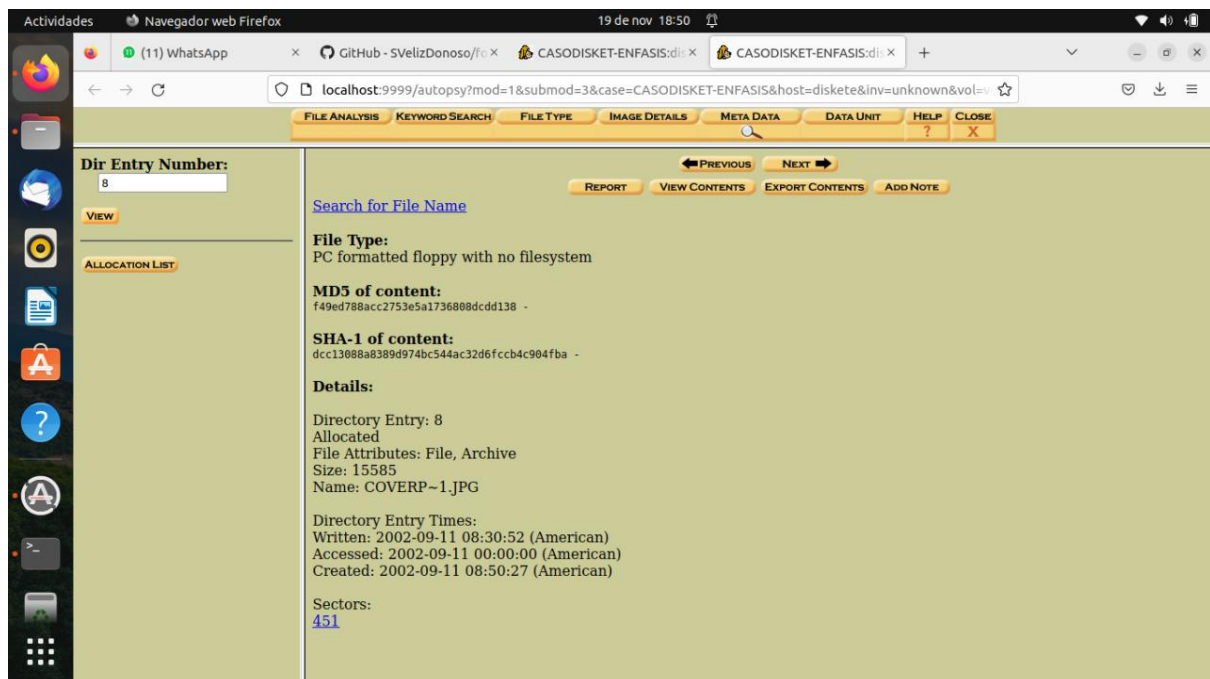 Actividades Navegador web Firefox 19 de nov 18:50
(11) WhatsApp × GitHub - SVelizDonoso/fo × CASODISKET-ENFASIS:dis × CASODISKET-ENFASIS:dis × +
localhost:9999/autopsy?mod=1&submod=3&case=CASODISKET-ENFASIS&host=diskete&inv=unknown&vol=v
FILE ANALYSIS KEYWORD SEARCH FILE TYPE IMAGE DETAILS META DATA DATA UNIT HELP CLOSE
? X
Dir Entry Number:
8
VIEW
ALLOCATION LIST
PREVIOUS NEXT
REPORT VIEW CONTENTS EXPORT CONTENTS ADD NOTE
Search for File Name
File Type:
PC formatted floppy with no filesystem
MD5 of content:
f49ed788acc2753e5a1736808dcdd138 -
SHA-1 of content:
dcc13088a8389d974bc544ac32d6fccb4c904fba -
Details:
Directory Entry: 8
Allocated
File Attributes: File, Archive
Size: 15585
Name: COVERP~1.JPG
Directory Entry Times:
Written: 2002-09-11 08:30:52 (American)
Accessed: 2002-09-11 00:00:00 (American)
Created: 2002-09-11 08:50:27 (American)
Sectors:
451